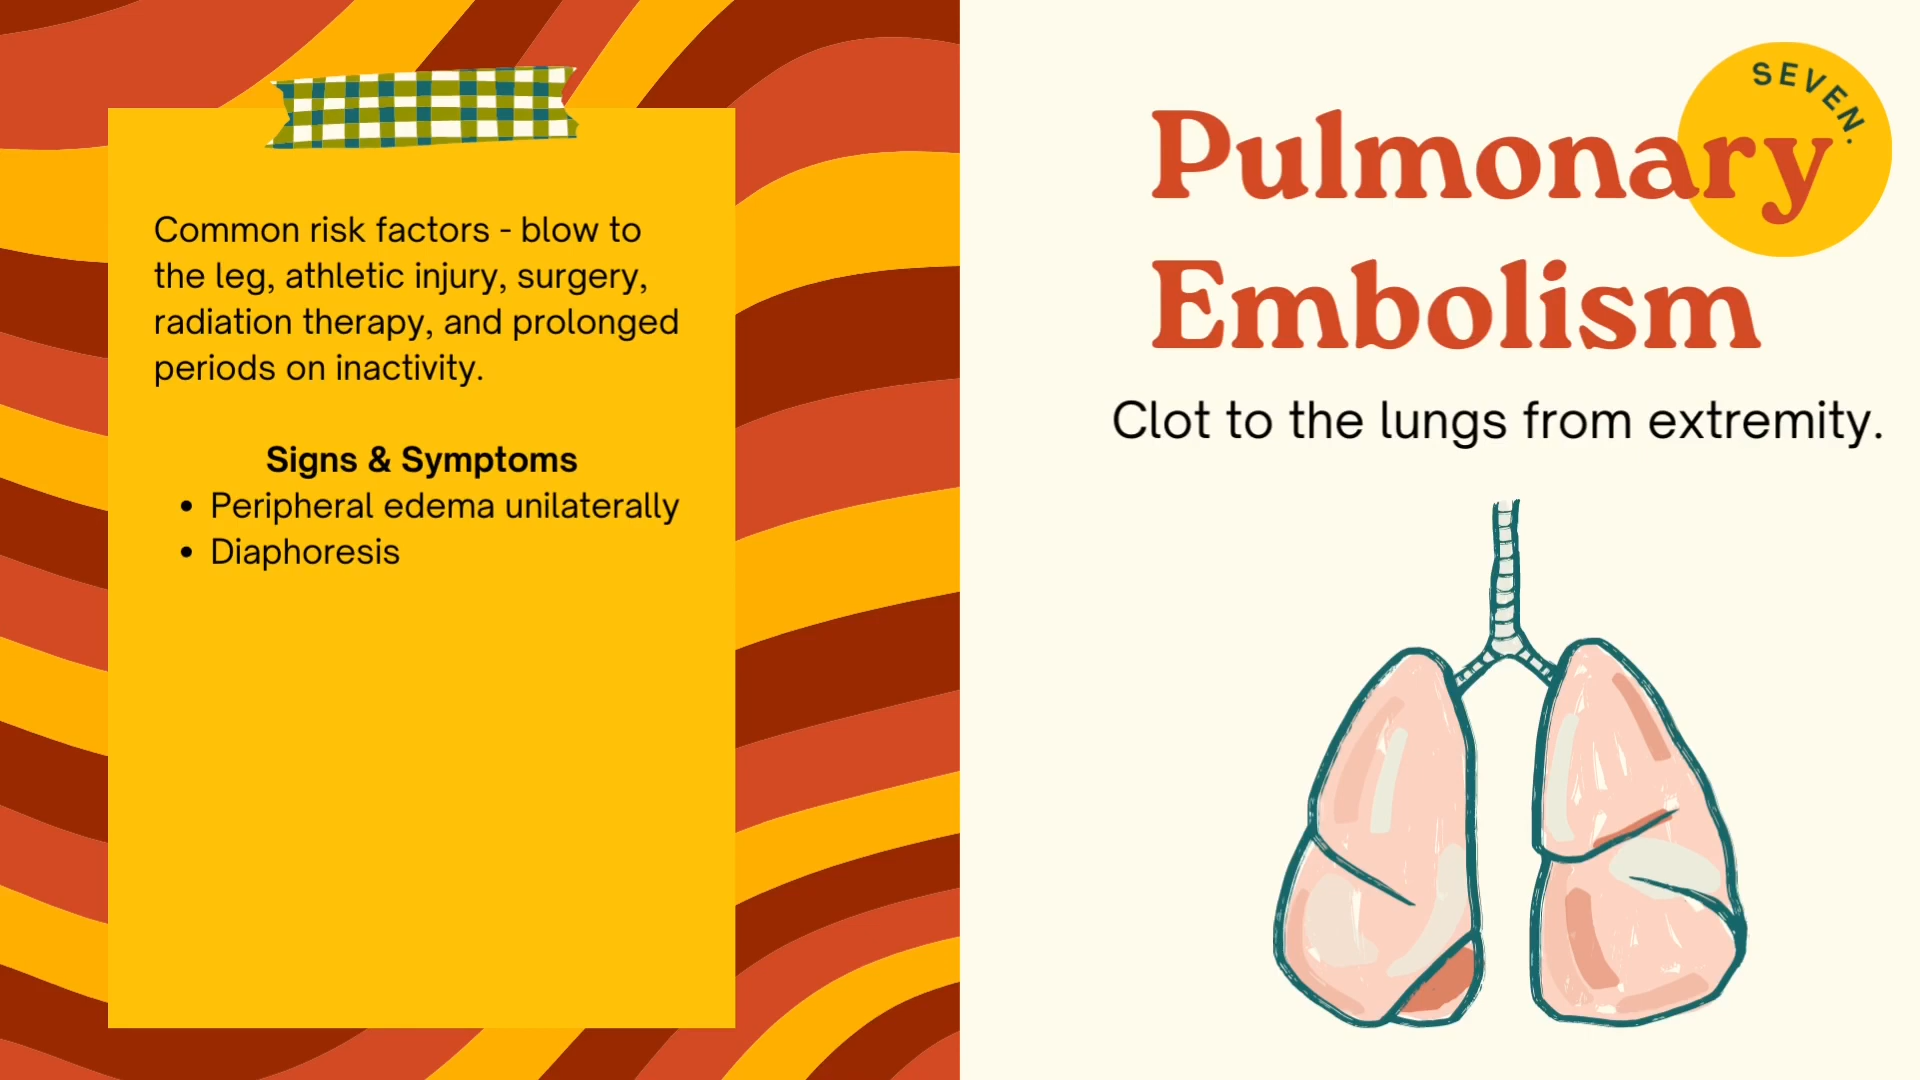 Common risk factors - blow to
the leg, athletic injury, surgery,
radiation therapy, and prolonged
periods on inactivity.
Signs & Symptoms
• Peripheral edema unilaterally
• Diaphoresis
SEVEN.
Pulmonary
Embolism
Clot to the lungs from extremity.